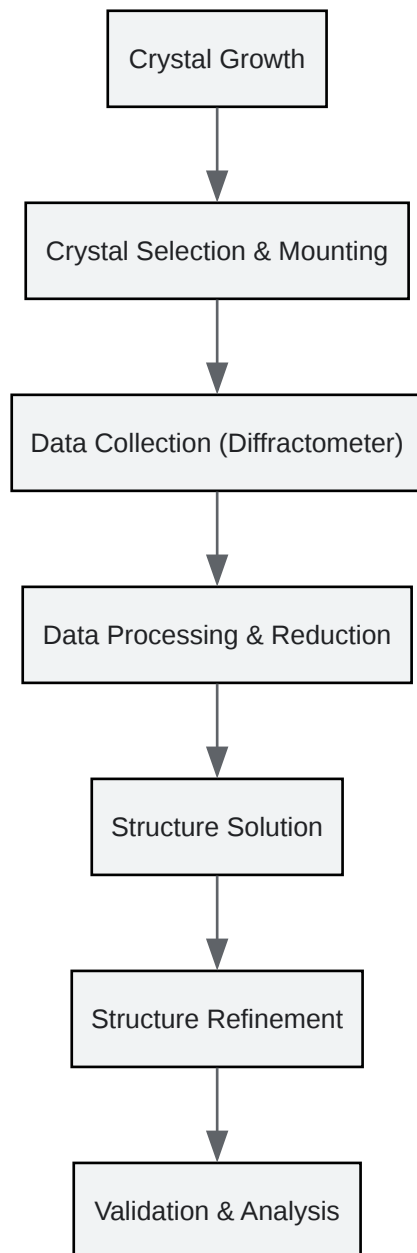 Crystal Growth
Crystal Selection & Mounting
Data Collection (Diffractometer)
Data Processing & Reduction
Structure Solution
Structure Refinement
Validation & Analysis